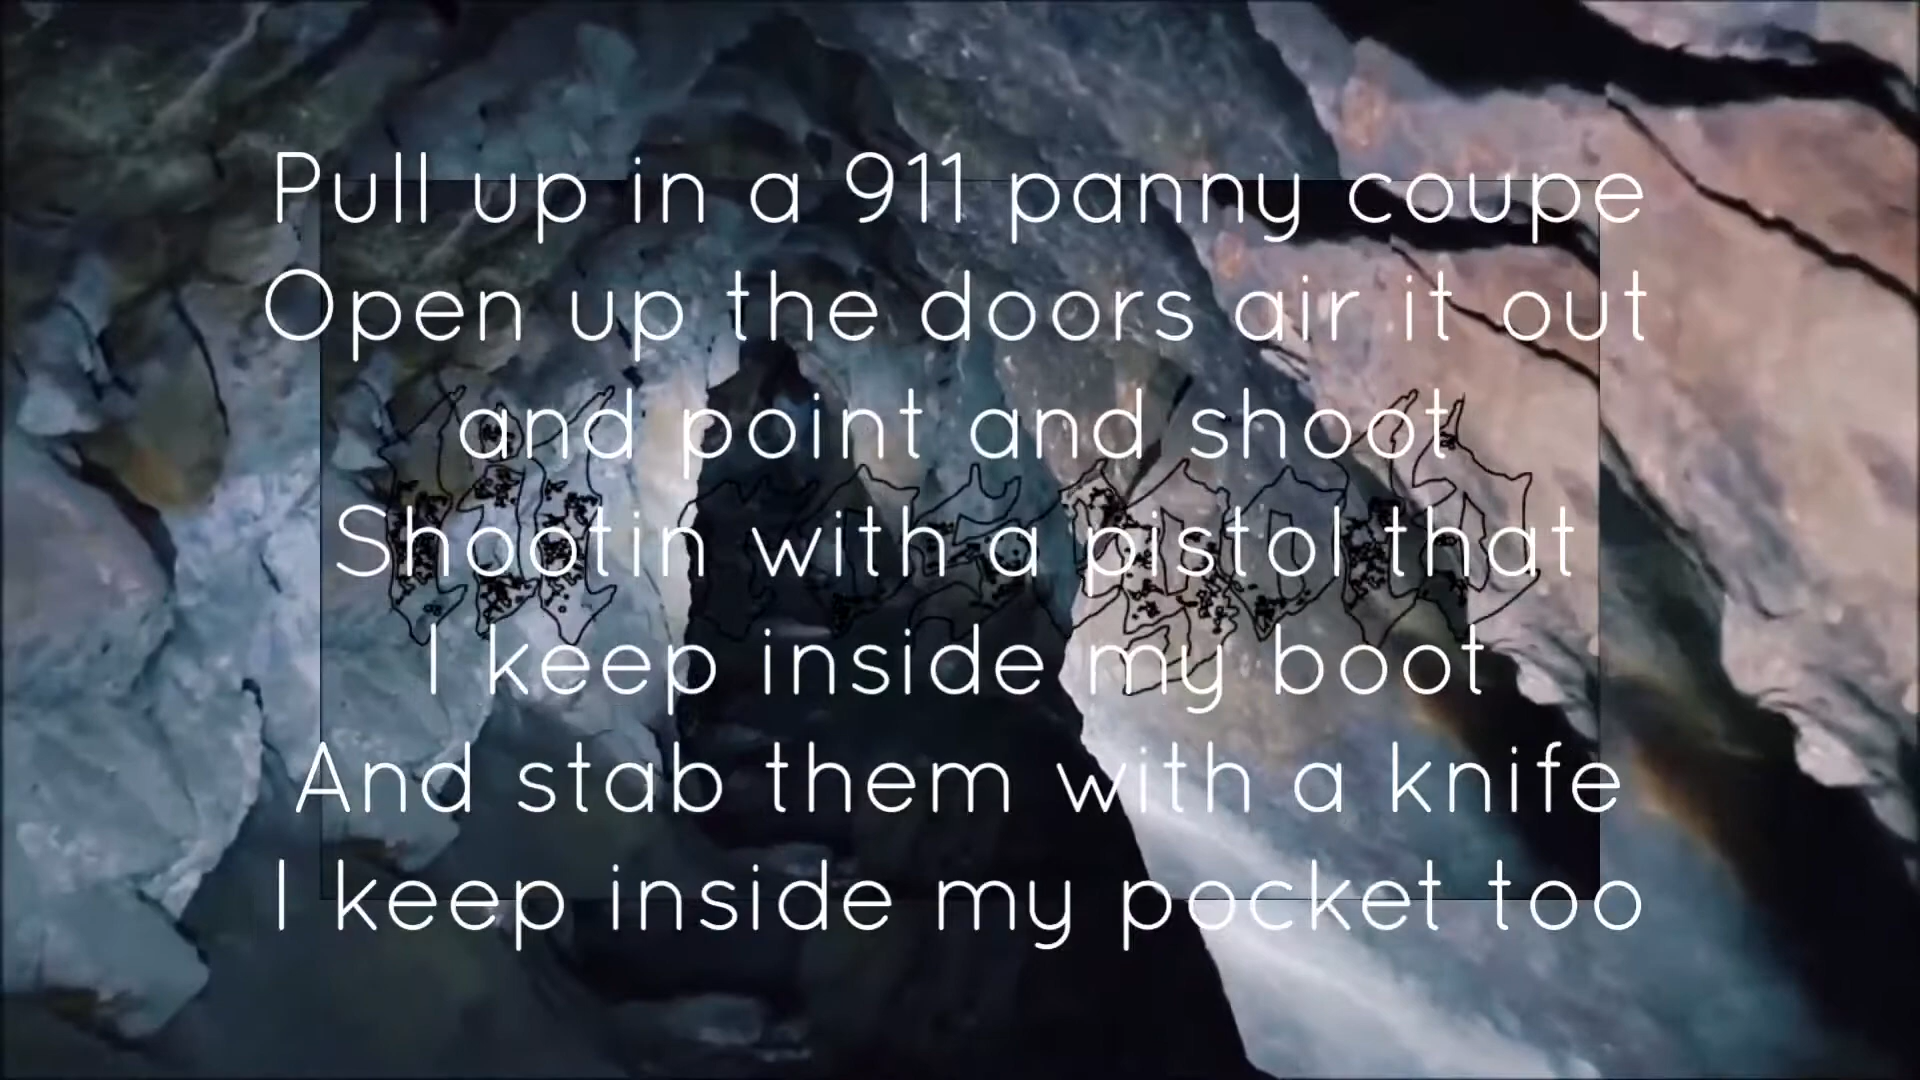 Pull up in a 911 panny coupe
Open up the doors air it out
and point and shoot
Shootin with a pistol that
I keep inside my boot
And stab them with a knife
I keep inside my pocket too